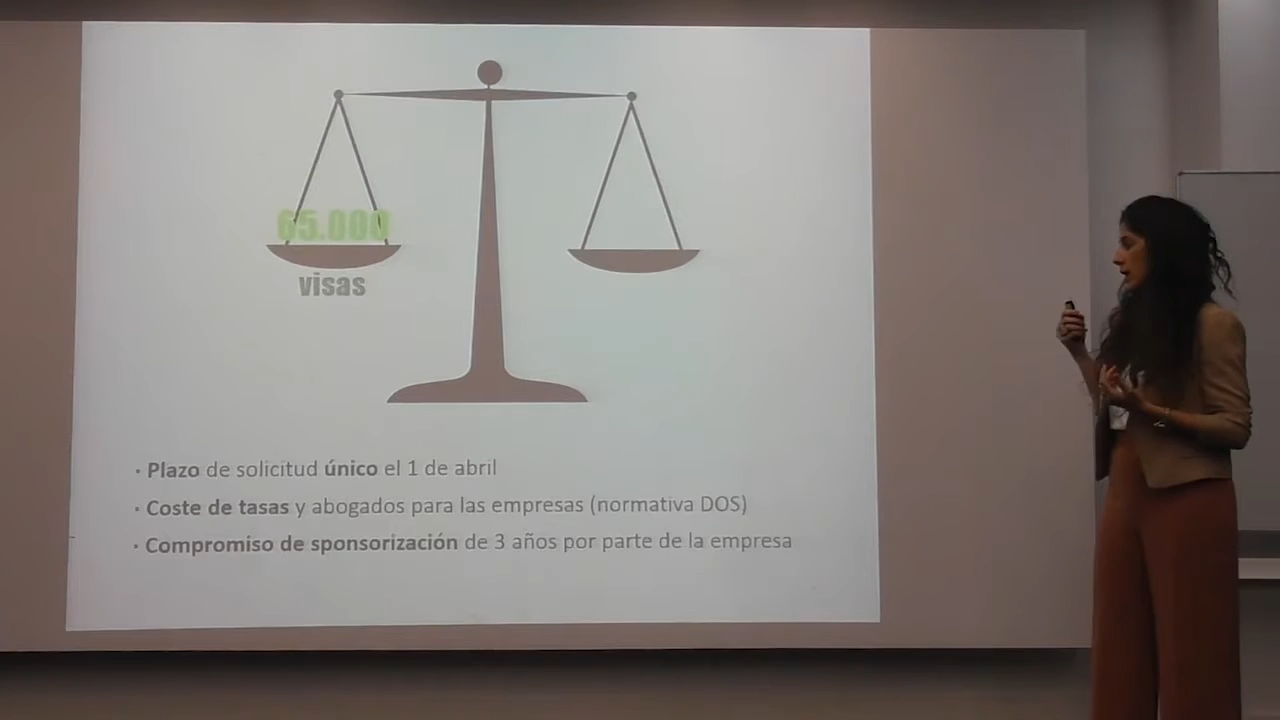 65.000
visas
· Plazo de solicitud único el 1 de abril
· Coste de tasas y abogados para las empresas (normativa DOS)
· Compromiso de sponsorización de 3 años por parte de la empresa